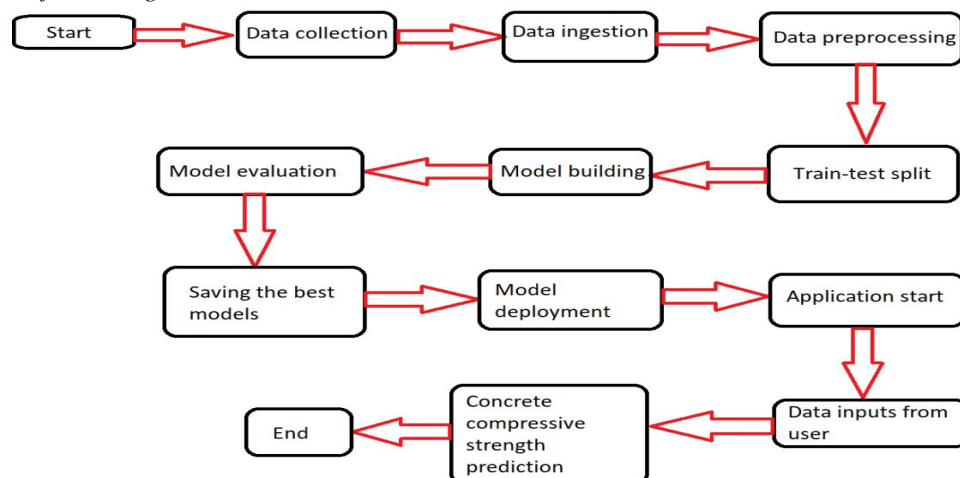 Start
Data collection
Data ingestion
Data preprocessing
Train-test split
Model building
Model evaluation
Saving the best
models
Model
deployment
Application start
Data inputs from
user
Concrete
compressive
strength
prediction
End